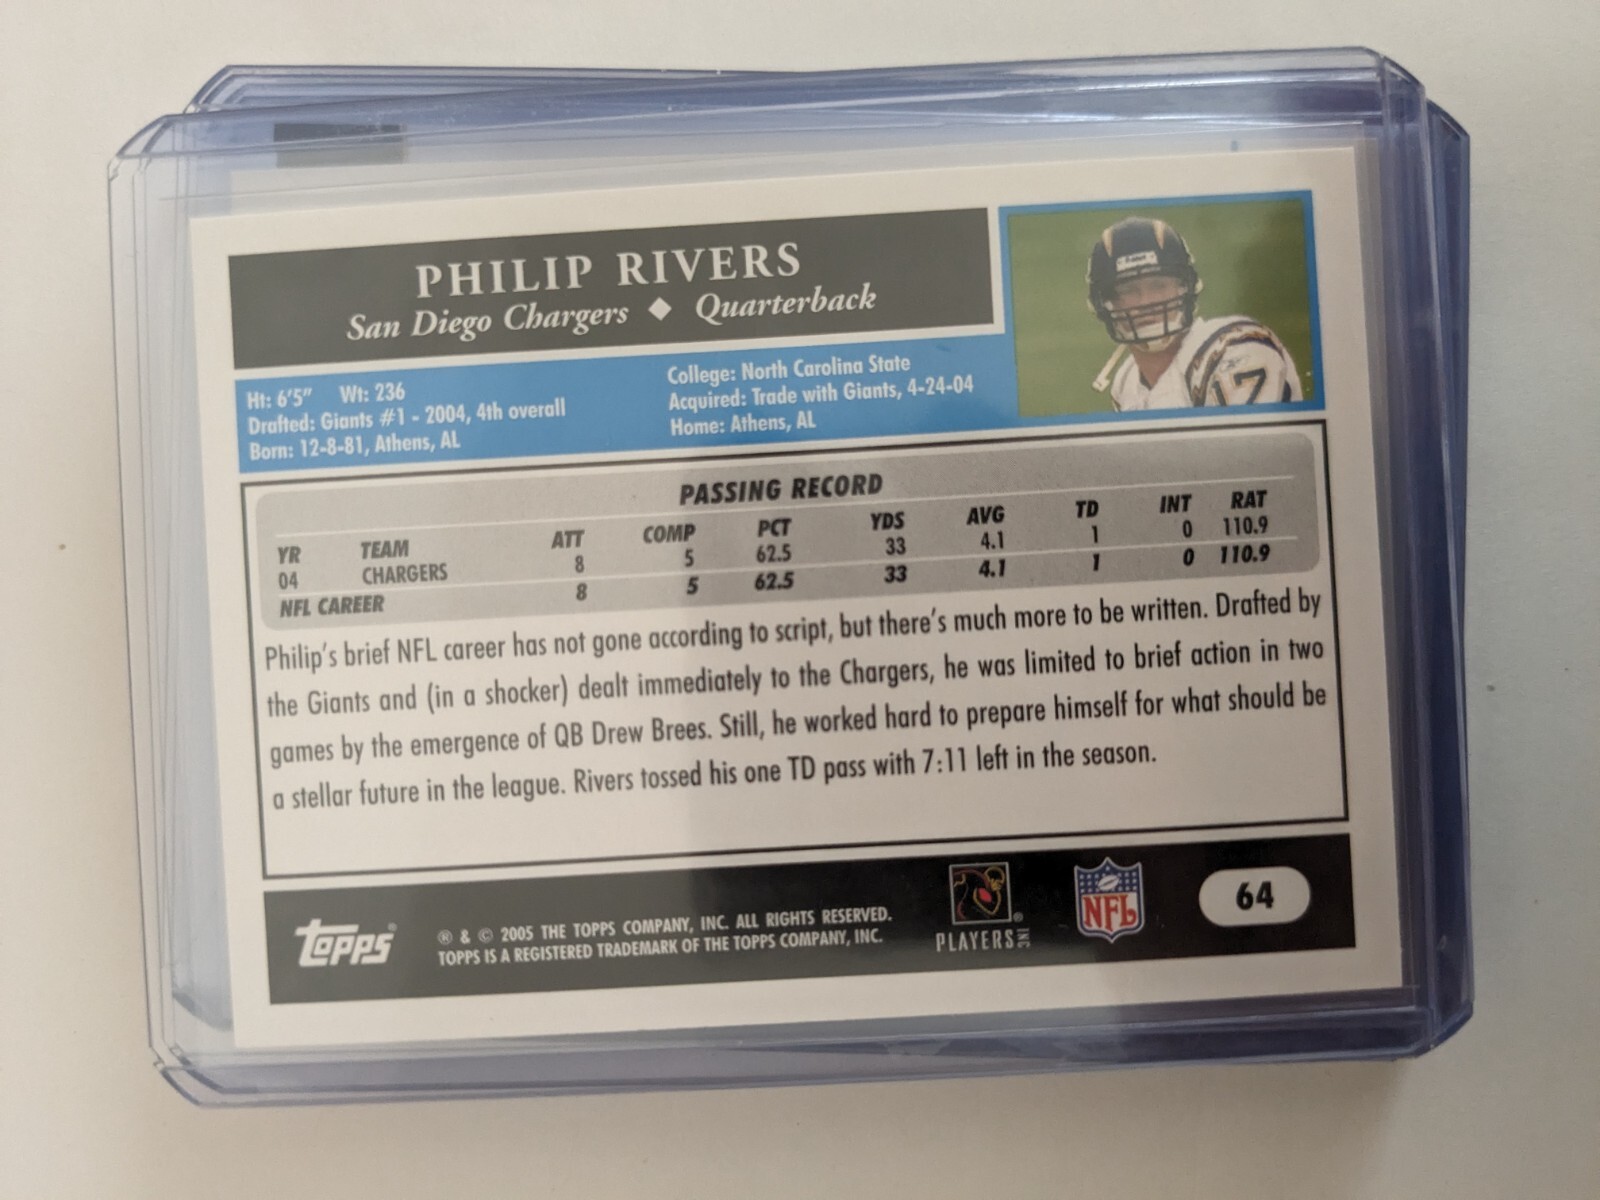 PHILIP RIVERS
San Diego Chargers ◆ Quarterback
Ht: 6'5" Wt: 236
Drafted: Giants #1 - 2004, 4th overall
Born: 12-8-81, Athens, AL
College: North Carolina State
Acquired: Trade with Giants, 4-24-04
Home: Athens, AL
17
PASSING RECORD
YR TEAM ATT COMP PCT YDS AVG TD INT RAT
04 CHARGERS 8 5 62.5 33 4.1 1 0 110.9
NFL CAREER 8 5 62.5 33 4.1 1 0 110.9
Philip's brief NFL career has not gone according to script, but there's much more to be written. Drafted by
the Giants and (in a shocker) dealt immediately to the Chargers, he was limited to brief action in two
games by the emergence of QB Drew Brees. Still, he worked hard to prepare himself for what should be
a stellar future in the league. Rivers tossed his one TD pass with 7:11 left in the season.
Topps®
® & © 2005 THE TOPPS COMPANY, INC. ALL RIGHTS RESERVED.
TOPPS IS A REGISTERED TRADEMARK OF THE TOPPS COMPANY, INC.
®
PLAYERS INC
NFL
64